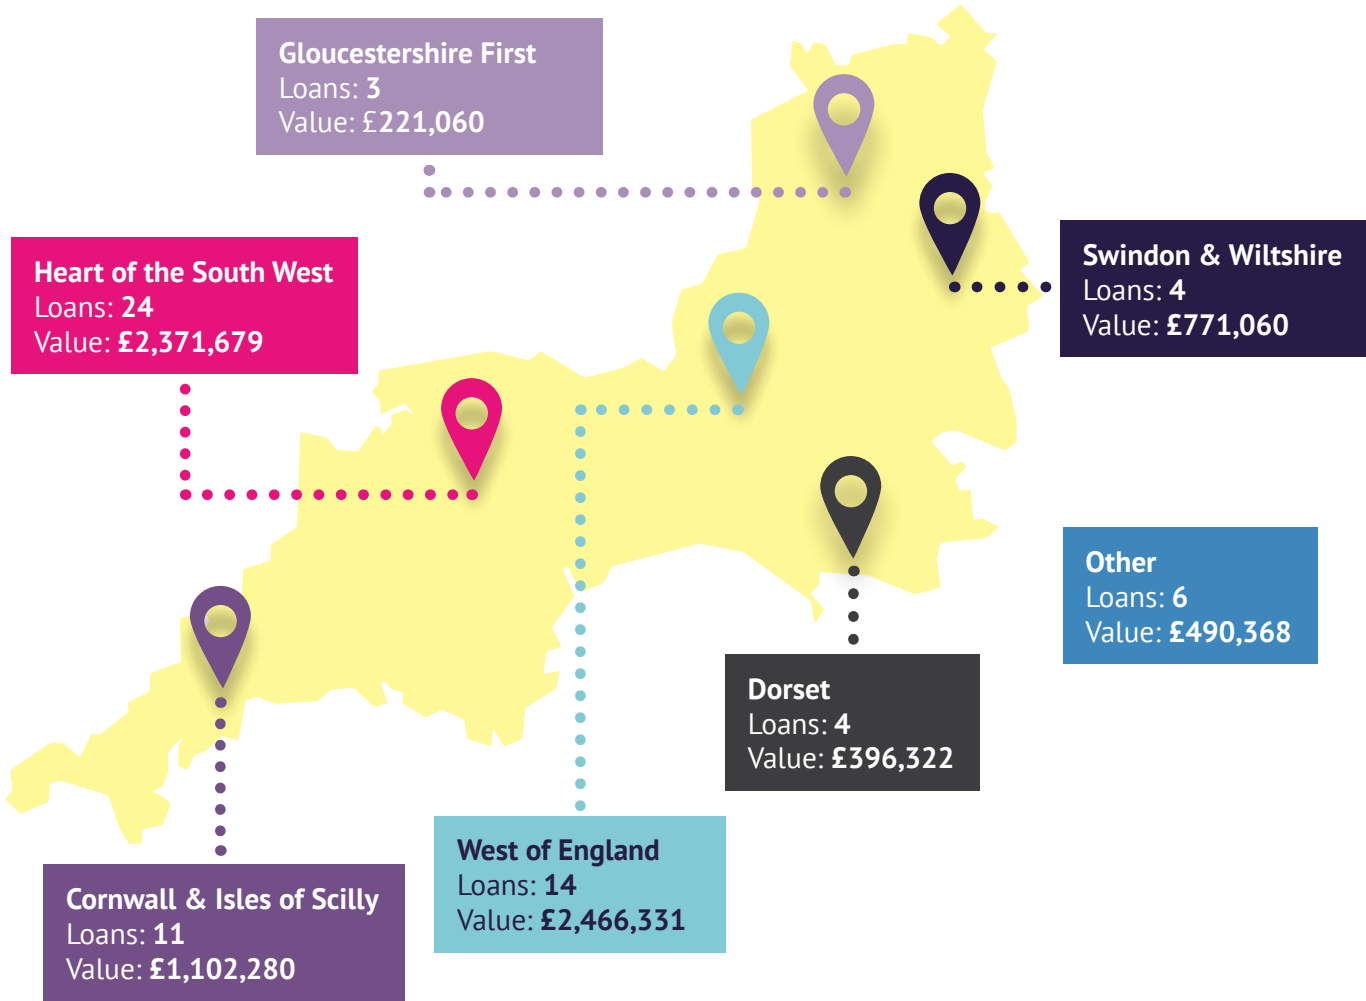 Gloucestershire First
Loans: 3
Value: £221,060
Heart of the South West
Loans: 24
Value: £2,371,679
Swindon & Wiltshire
Loans: 4
Value: £771,060
Other
Loans: 6
Value: £490,368
Dorset
Loans: 4
Value: £396,322
West of England
Loans: 14
Value: £2,466,331
Cornwall & Isles of Scilly
Loans: 11
Value: £1,102,280